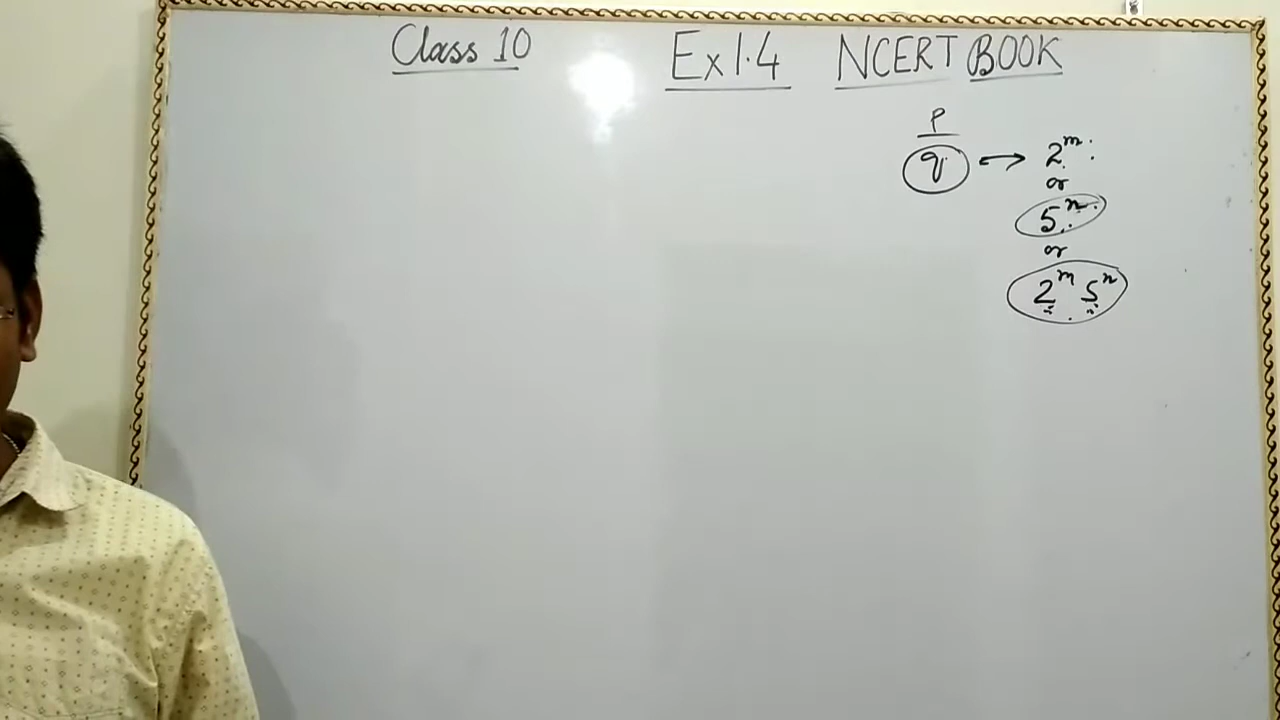 Class 10 Ex 1.4 NCERT BOOK
p
q → 2^m
or
5^n
or
2^m 5^n